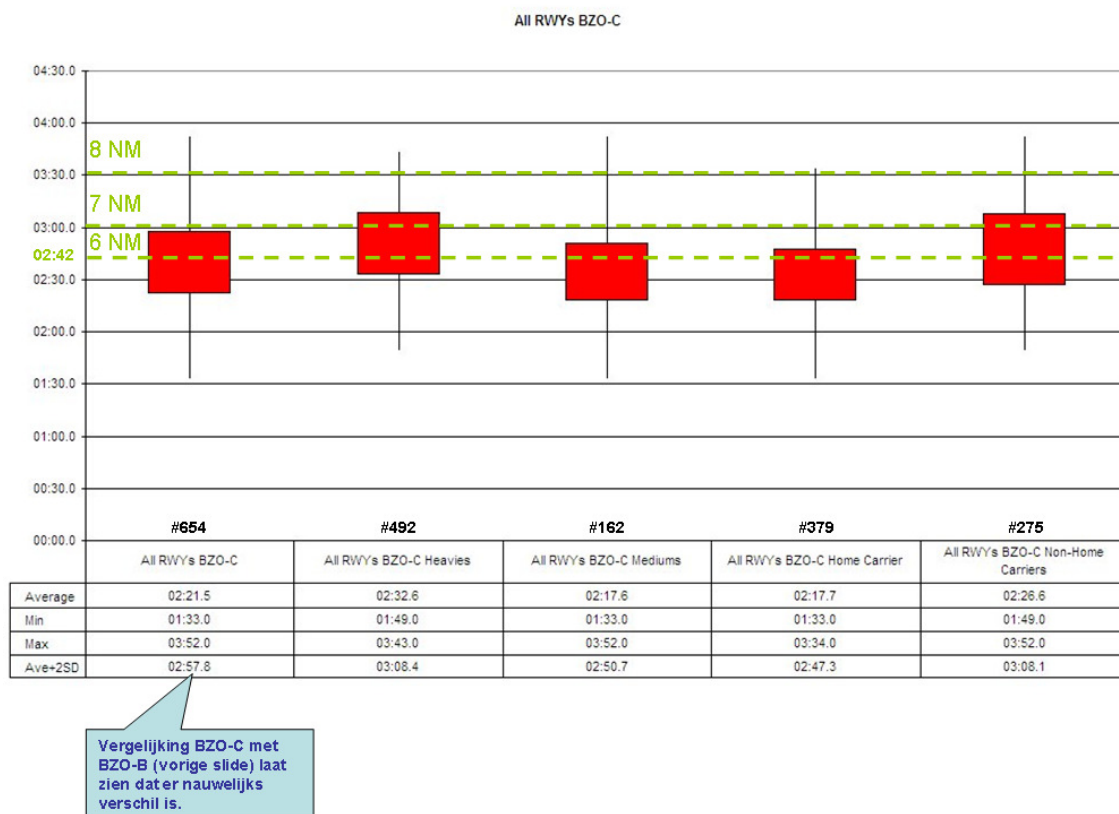 All RWYs BZO-C
04:30.0
04:00.0
8 NM
03:30.0
7 NM
03:00.0
6 NM
02:42
02:30.0
02:00.0
01:30.0
01:00.0
00:30.0
00:00.0
#654 #492 #162 #379 #275
All RWYs BZO-C All RWYs BZO-C Heavies All RWYs BZO-C Mediums All RWYs BZO-C Home Carrier All RWYs BZO-C Non-Home
Carriers
Average 02:21.5 02:32.6 02:17.6 02:17.7 02:26.6
Min 01:33.0 01:49.0 01:33.0 01:33.0 01:49.0
Max 03:52.0 03:43.0 03:52.0 03:34.0 03:52.0
Ave+2SD 02:57.8 03:08.4 02:50.7 02:47.3 03:08.1
Vergelijking BZO-C met
BZO-B (vorige slide) laat
zien dat er nauwelijks
verschil is.